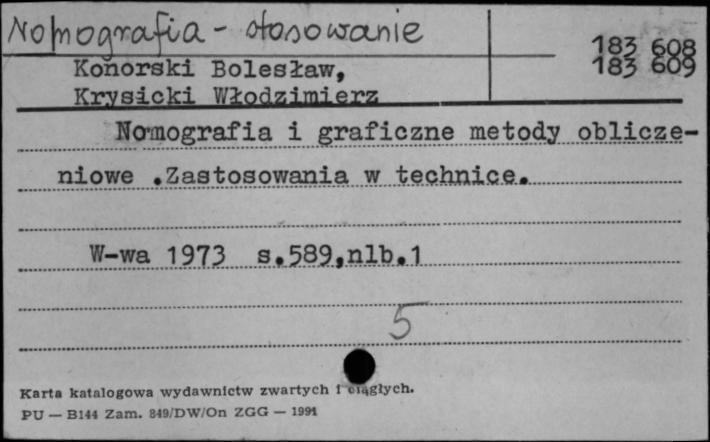 Nomografia - stosowanie
183 608
183 609
Konorski Bolesław,
Krysicki Włodzimierz
Nomografia i graficzne metody oblicze-
niowe .Zastosowania w technice.
W-wa 1973 s.589,nlb.1
5
Karta katalogowa wydawnictw zwartych i ciągłych.
PU — B144 Zam. 849/DW/On ZGG — 1991